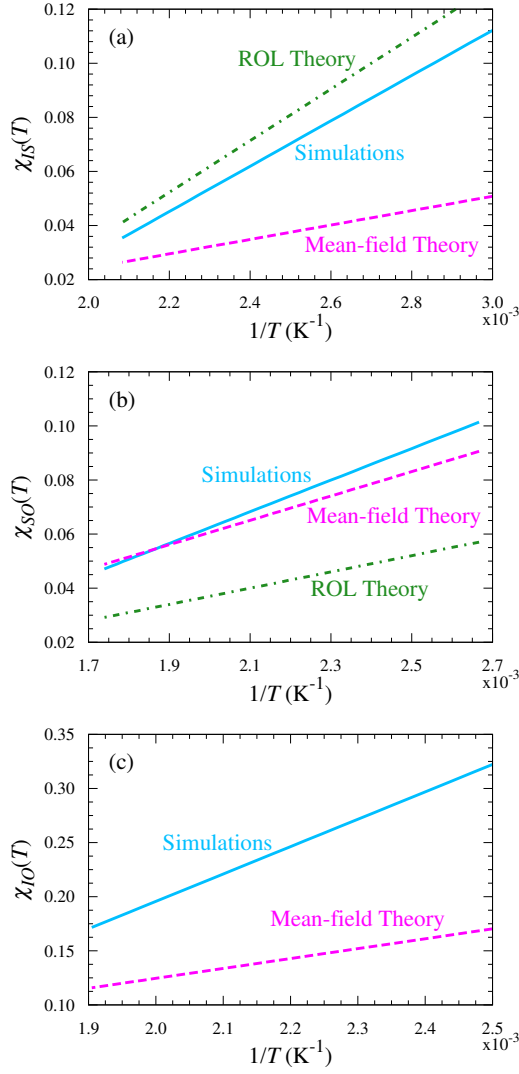 0.12
(a)
ROL Theory
0.10
0.08
Simulations
χ_IS(T)
0.06
0.04
Mean-field Theory
0.02
2.0 2.2 2.4 2.6 2.8 3.0
1/T (K⁻¹)
x10⁻³
0.12
(b)
0.10
Simulations
0.08
χ_SO(T)
Mean-field Theory
0.06
0.04
ROL Theory
0.02
1.7 1.9 2.1 2.3 2.5 2.7
1/T (K⁻¹)
x10⁻³
0.35
(c)
0.30
0.25
Simulations
χ_IO(T)
0.20
Mean-field Theory
0.15
0.10
1.9 2.0 2.1 2.2 2.3 2.4 2.5
1/T (K⁻¹)
x10⁻³